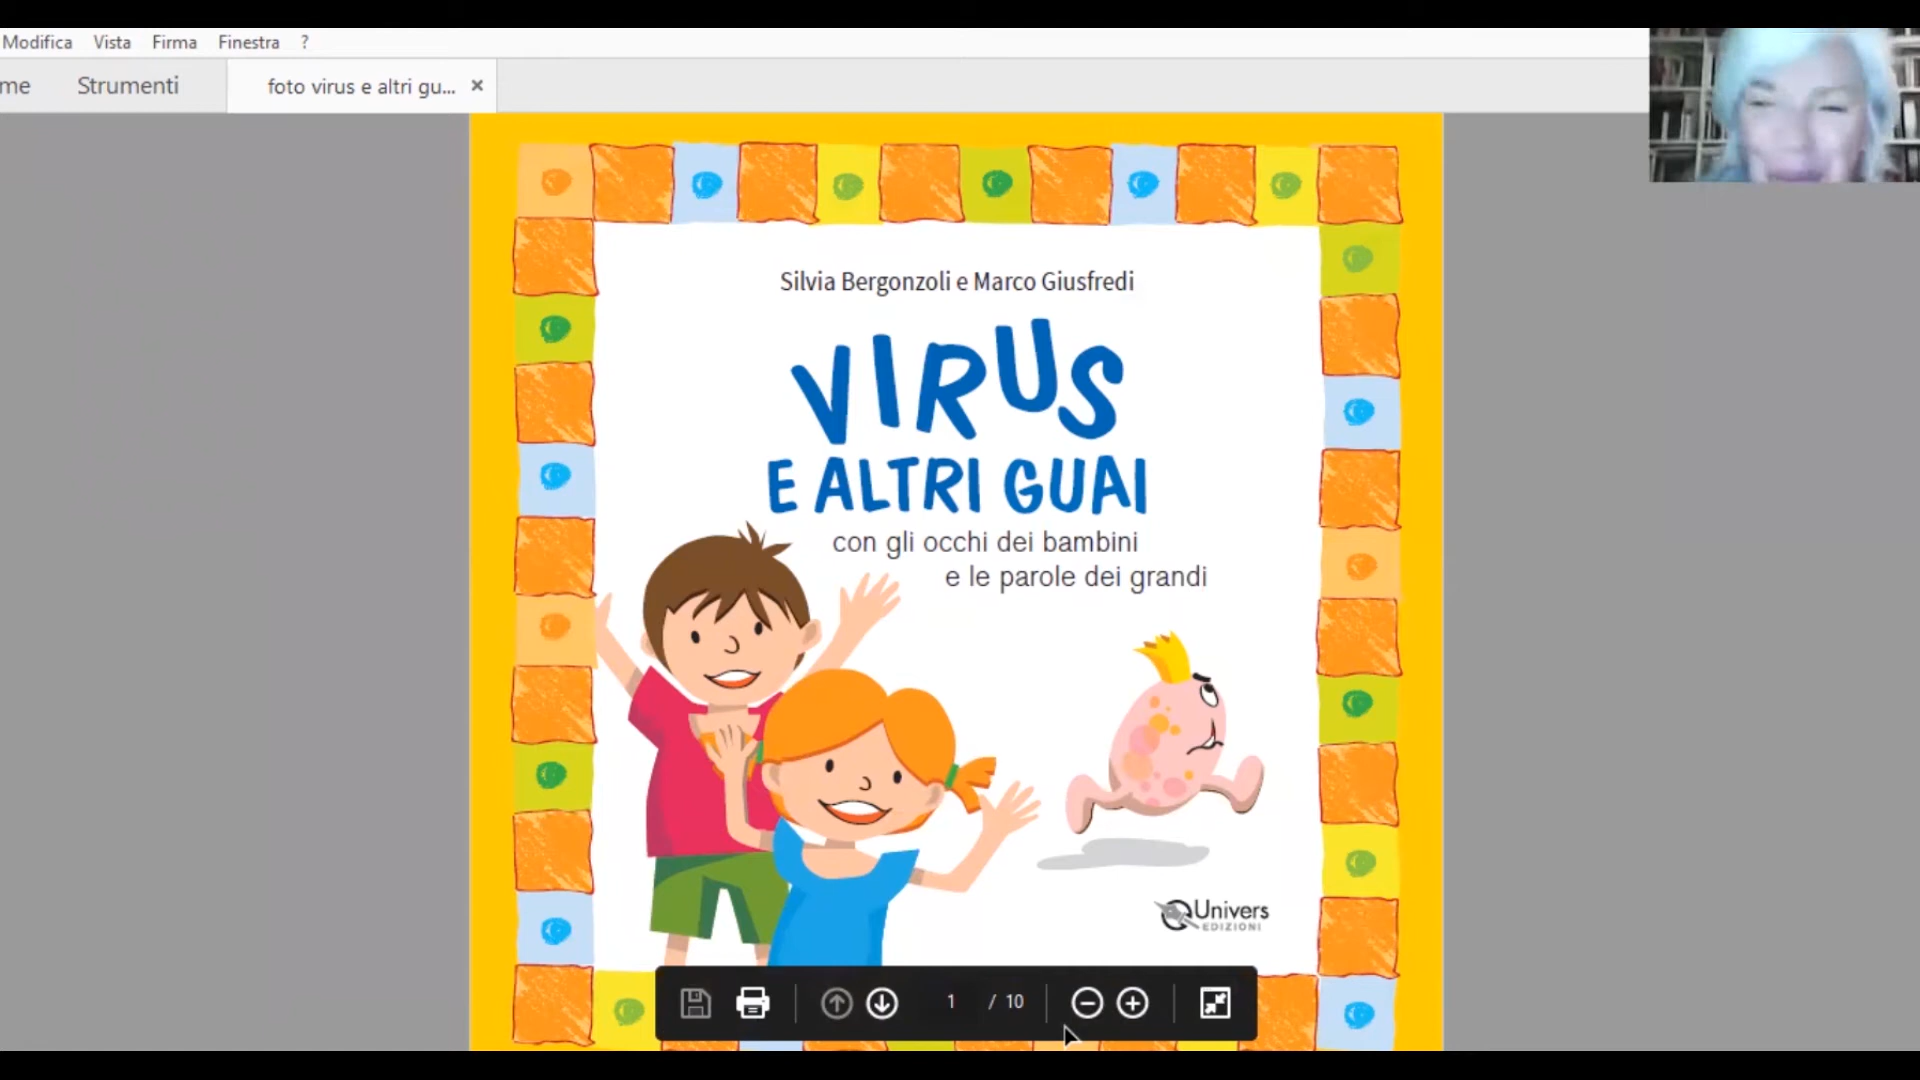 Modifica Vista Firma Finestra ?
me Strumenti foto virus e altri gu... ×
Silvia Bergonzoli e Marco Giusfredi
VIRUS
E ALTRI GUAI
con gli occhi dei bambini
e le parole dei grandi
Univers
EDIZIONI
1 / 10